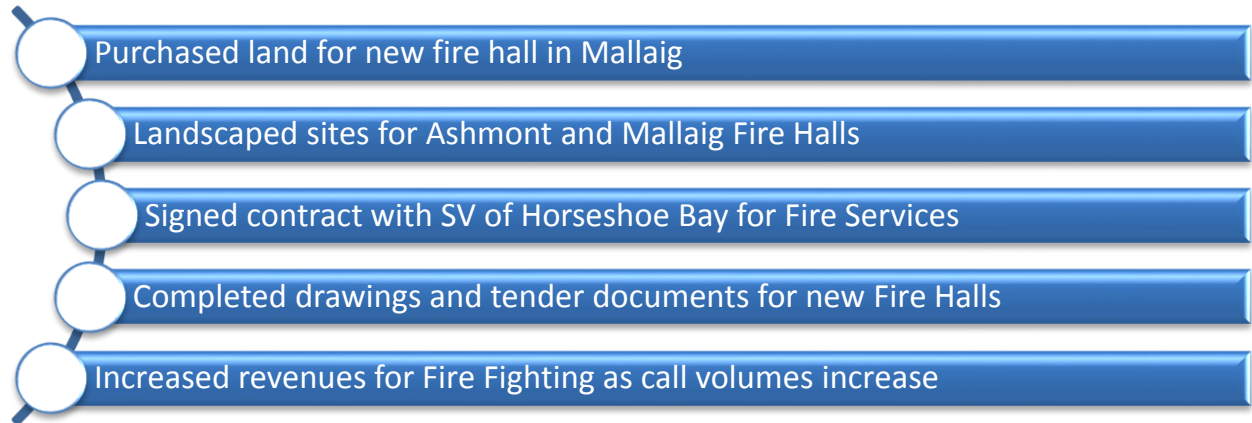 Purchased land for new fire hall in Mallaig
Landscaped sites for Ashmont and Mallaig Fire Halls
Signed contract with SV of Horseshoe Bay for Fire Services
Completed drawings and tender documents for new Fire Halls
Increased revenues for Fire Fighting as call volumes increase